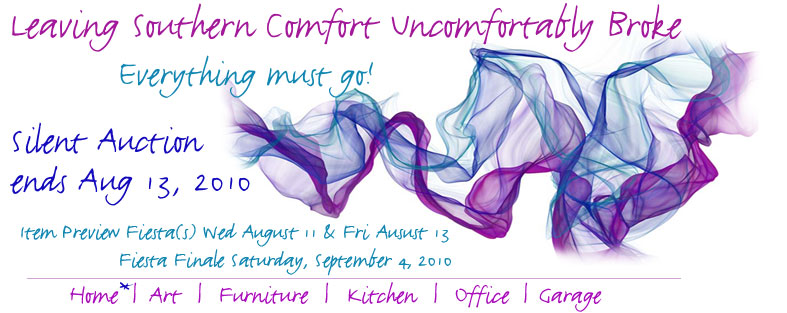 Leaving Southern Comfort Uncomfortably Broke
Everything must go!
Silent Auction
ends Aug 13, 2010
Item Preview Fiesta(s) Wed August 11 & Fri Ausust 13
Fiesta Finale Saturday, September 4, 2010
Home* | Art | Furniture | Kitchen | Office | Garage